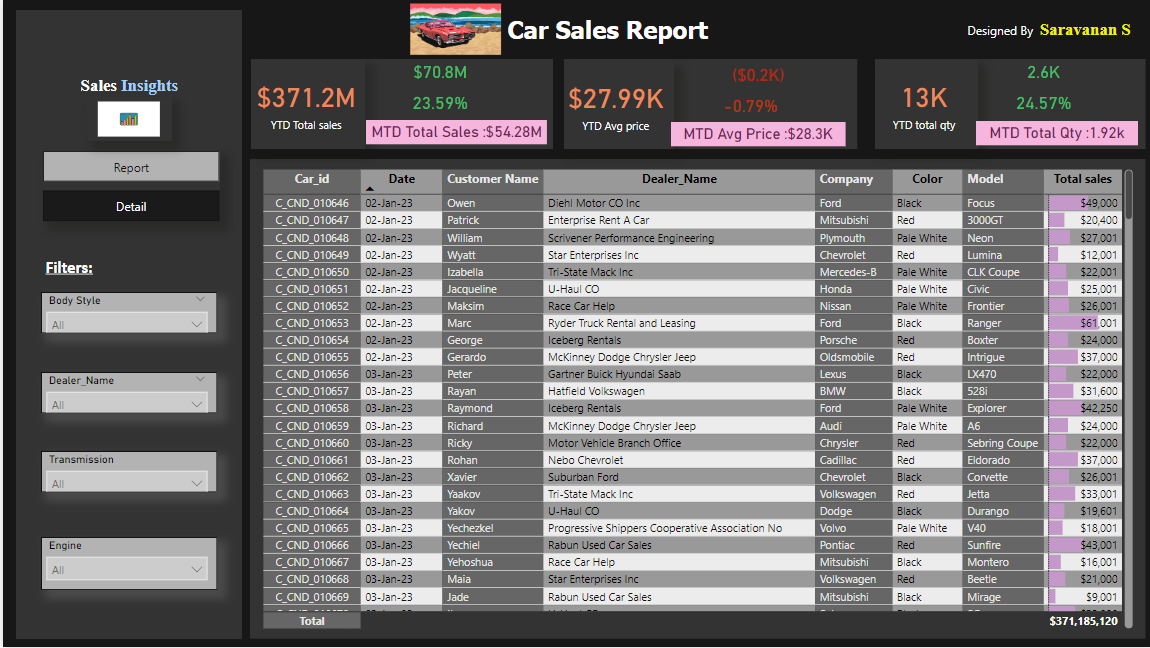 Car Sales Report
Designed By Saravanan S
Sales Insights
Report
Detail
Filters:
Body Style
All
Dealer_Name
All
Transmission
All
Engine
All
$371.2M
YTD Total sales
$70.8M
23.59%
MTD Total Sales :$54.28M
$27.99K
YTD Avg price
($0.2K)
-0.79%
MTD Avg Price :$28.3K
13K
YTD total qty
2.6K
24.57%
MTD Total Qty :1.92k
Car_id Date Customer Name Dealer_Name Company Color Model Total sales
C_CND_010646 02-Jan-23 Owen Diehl Motor CO Inc Ford Black Focus $49,000
C_CND_010647 02-Jan-23 Patrick Enterprise Rent A Car Mitsubishi Red 3000GT $20,400
C_CND_010648 02-Jan-23 William Scrivener Performance Engineering Plymouth Pale White Neon $27,001
C_CND_010649 02-Jan-23 Wyatt Star Enterprises Inc Chevrolet Red Lumina $12,001
C_CND_010650 02-Jan-23 Izabella Tri-State Mack Inc Mercedes-B Pale White CLK Coupe $22,001
C_CND_010651 02-Jan-23 Jacqueline U-Haul CO Honda Pale White Civic $25,001
C_CND_010652 02-Jan-23 Maksim Race Car Help Nissan Pale White Frontier $26,001
C_CND_010653 02-Jan-23 Marc Ryder Truck Rental and Leasing Ford Black Ranger $61,001
C_CND_010654 02-Jan-23 George Iceberg Rentals Porsche Red Boxter $24,000
C_CND_010655 02-Jan-23 Gerardo McKinney Dodge Chrysler Jeep Oldsmobile Red Intrigue $37,000
C_CND_010656 03-Jan-23 Peter Gartner Buick Hyundai Saab Lexus Black LX470 $22,000
C_CND_010657 03-Jan-23 Rayan Hatfield Volkswagen BMW Black 528i $31,600
C_CND_010658 03-Jan-23 Raymond Iceberg Rentals Ford Pale White Explorer $42,250
C_CND_010659 03-Jan-23 Richard McKinney Dodge Chrysler Jeep Audi Pale White A6 $24,000
C_CND_010660 03-Jan-23 Ricky Motor Vehicle Branch Office Chrysler Red Sebring Coupe $22,000
C_CND_010661 03-Jan-23 Rohan Nebo Chevrolet Cadillac Red Eldorado $37,000
C_CND_010662 03-Jan-23 Xavier Suburban Ford Chevrolet Black Corvette $26,001
C_CND_010663 03-Jan-23 Yaakov Tri-State Mack Inc Volkswagen Red Jetta $33,001
C_CND_010664 03-Jan-23 Yakov U-Haul CO Dodge Black Durango $19,601
C_CND_010665 03-Jan-23 Yechezkel Progressive Shippers Cooperative Association No Volvo Pale White V40 $18,001
C_CND_010666 03-Jan-23 Yechiel Rabun Used Car Sales Pontiac Red Sunfire $43,001
C_CND_010667 03-Jan-23 Yehoshua Race Car Help Mitsubishi Black Montero $16,001
C_CND_010668 03-Jan-23 Maia Star Enterprises Inc Volkswagen Red Beetle $21,000
C_CND_010669 03-Jan-23 Jade Rabun Used Car Sales Mitsubishi Black Mirage $9,001
Total $371,185,120